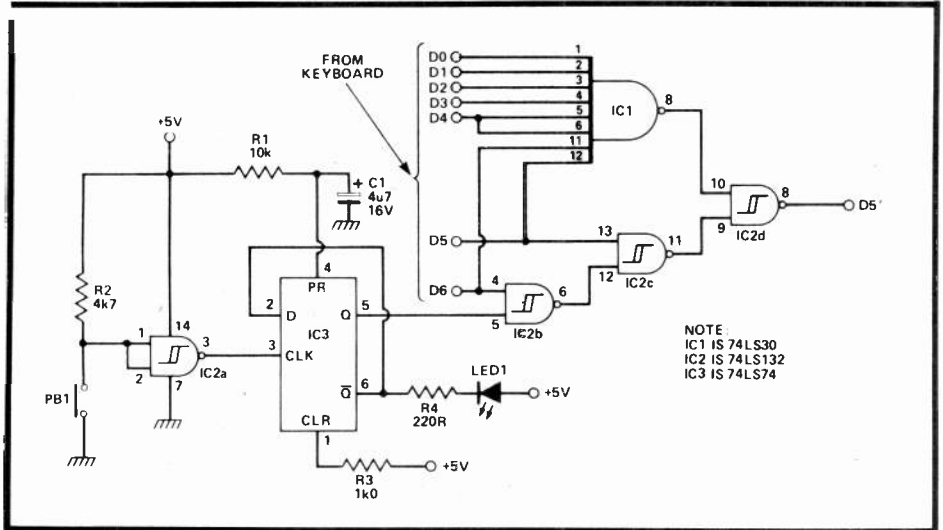 FROM
KEYBOARD
D0
D1
D2
D3
D4
1
2
3
4
5
6
11
12
IC1
8
+5V
R1
10k
+
C1
4u7
16V
10
9
IC2d
8
D5'
D5
13
12
IC2c
11
D6
4
5
IC2b
6
R2
4k7
4
PR
2
D
IC3
Q
5
1
2
14
3
7
IC2a
3
CLK
Q
6
PB1
CLR
1
R4
220R
LED1
+5V
R3
1k0
+5V
NOTE:
IC1 IS 74LS30
IC2 IS 74LS132
IC3 IS 74LS74